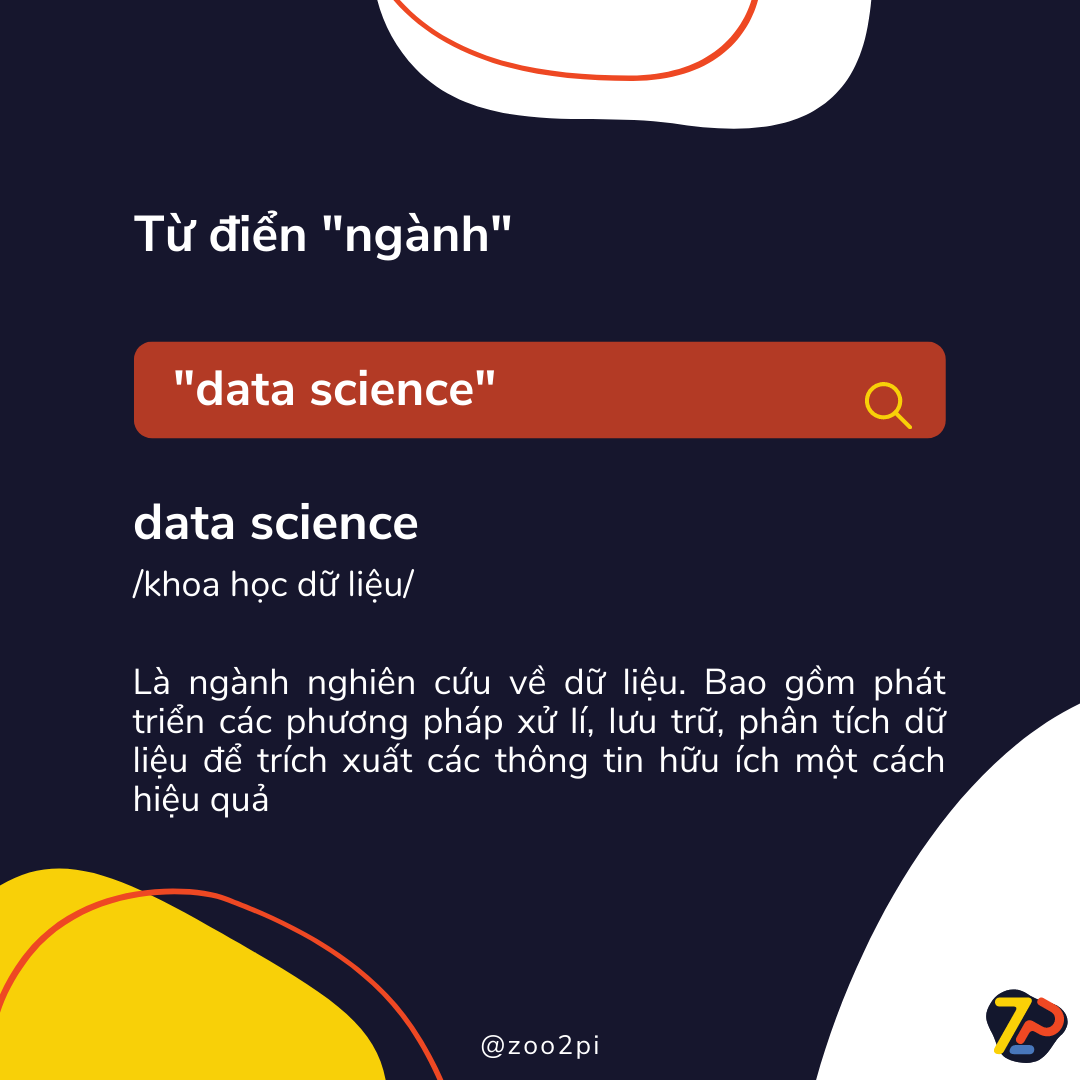 Từ điển "ngành"
"data science"
data science
/khoa học dữ liệu/
Là ngành nghiên cứu về dữ liệu. Bao gồm phát
triển các phương pháp xử lí, lưu trữ, phân tích dữ
liệu để trích xuất các thông tin hữu ích một cách
hiệu quả
@zoo2pi